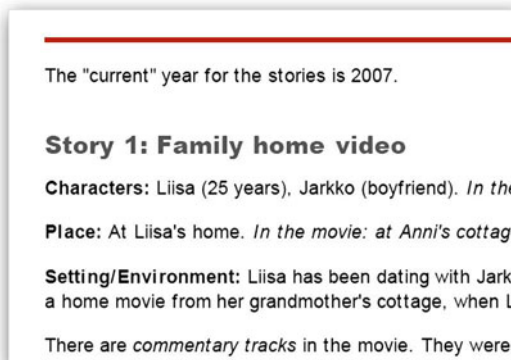 The "current" year for the stories is 2007.
Story 1: Family home video
Characters: Liisa (25 years), Jarkko (boyfriend). In the
Place: At Liisa's home. In the movie: at Anni's cottag
Setting/Environment: Liisa has been dating with Jark
a home movie from her grandmother's cottage, when L
There are commentary tracks in the movie. They were